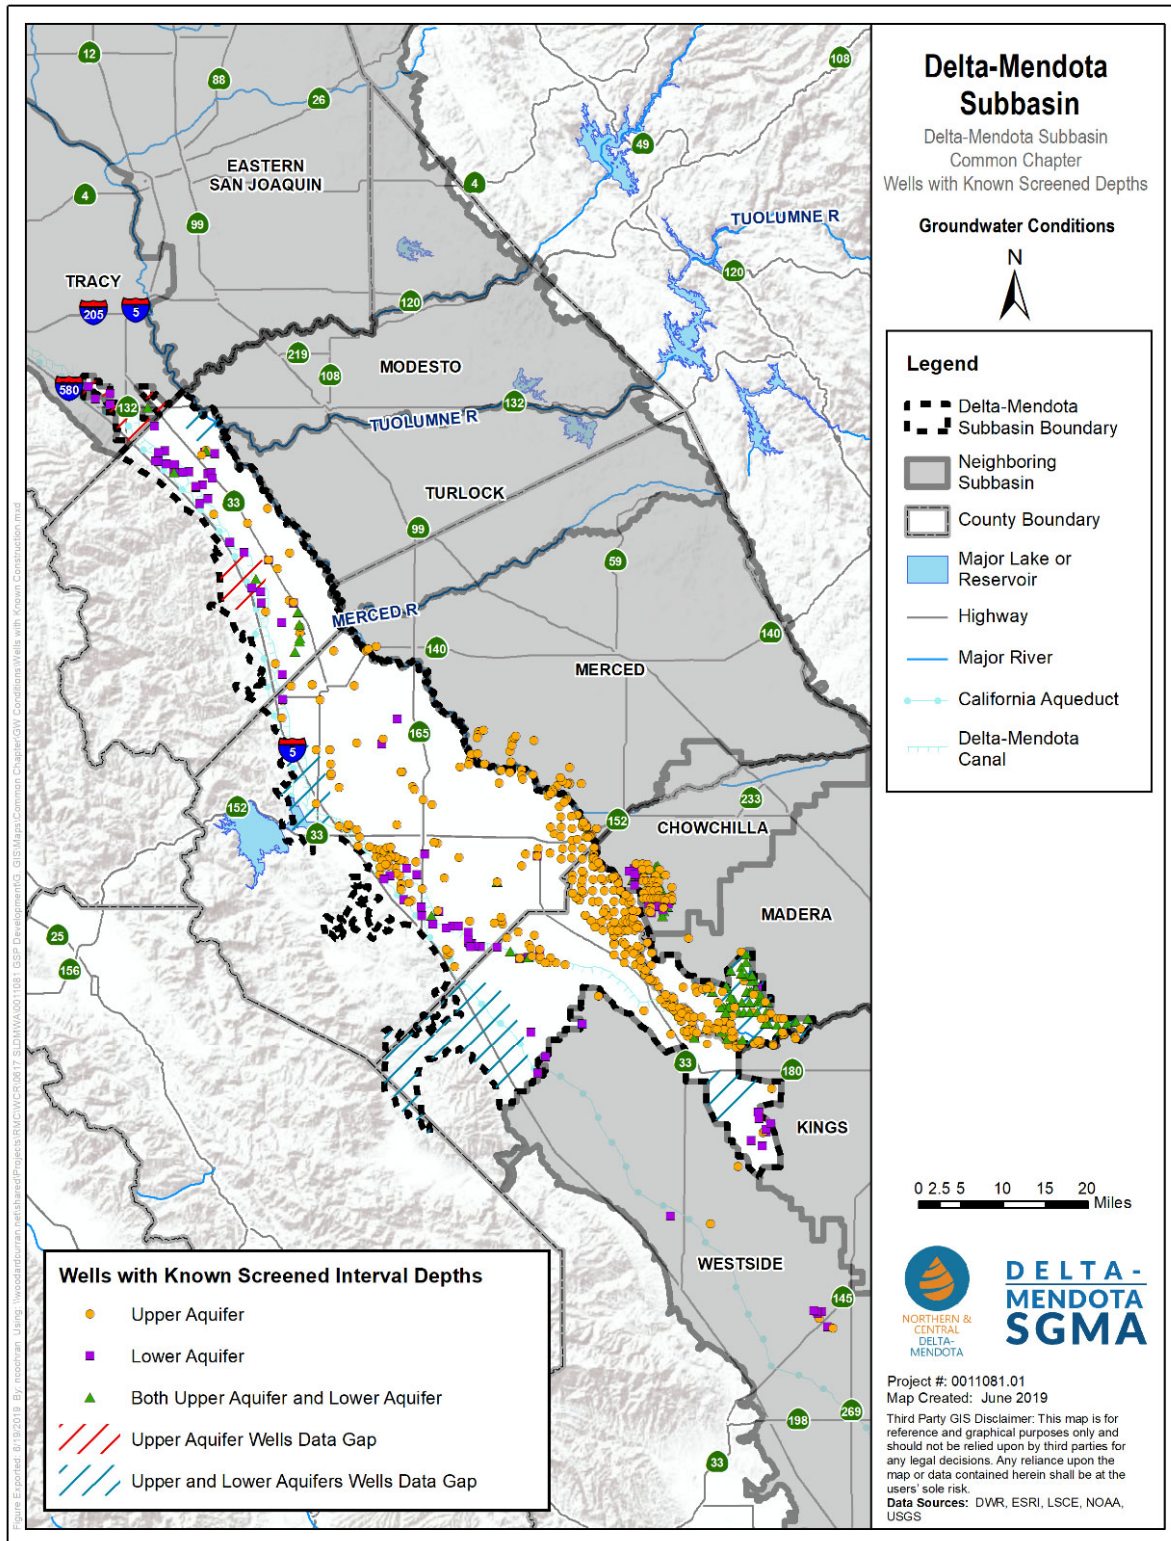 Delta-Mendota
Subbasin
Delta-Mendota Subbasin
Common Chapter
Wells with Known Screened Depths
Groundwater Conditions
N
Legend
Delta-Mendota
Subbasin Boundary
Neighboring
Subbasin
County Boundary
Major Lake or
Reservoir
Highway
Major River
California Aqueduct
Delta-Mendota
Canal
0 2.5 5 10 15 20
Miles
NORTHERN &
CENTRAL
DELTA-
MENDOTA
DELTA-
MENDOTA
SGMA
Project #: 0011081.01
Map Created: June 2019
Third Party GIS Disclaimer: This map is for
reference and graphical purposes only and
should not be relied upon by third parties for
any legal decisions. Any reliance upon the
map or data contained herein shall be at the
users' sole risk.
Data Sources: DWR, ESRI, LSCE, NOAA,
USGS
12
88
26
108
49
EASTERN
SAN JOAQUIN
4
4
99
TUOLUMNE R
120
TRACY
205
5
120
219
108
MODESTO
580
132
132
TUOLUMNE R
TURLOCK
33
99
59
MERCED R
140
140
MERCED
165
5
152
33
152
233
CHOWCHILLA
MADERA
25
156
33
180
KINGS
WESTSIDE
145
198
269
33
Wells with Known Screened Interval Depths
Upper Aquifer
Lower Aquifer
Both Upper Aquifer and Lower Aquifer
Upper Aquifer Wells Data Gap
Upper and Lower Aquifers Wells Data Gap